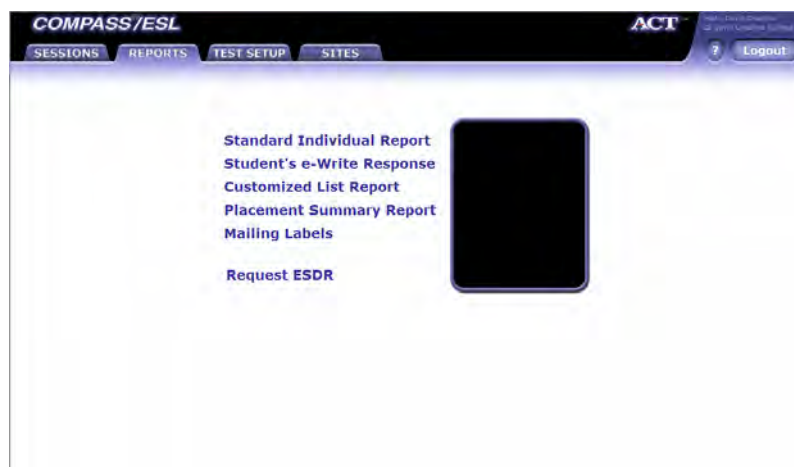 COMPASS/ESL
ACT
SESSIONS REPORTS TEST SETUP SITES
? Logout
Standard Individual Report
Student's e-Write Response
Customized List Report
Placement Summary Report
Mailing Labels
Request ESDR